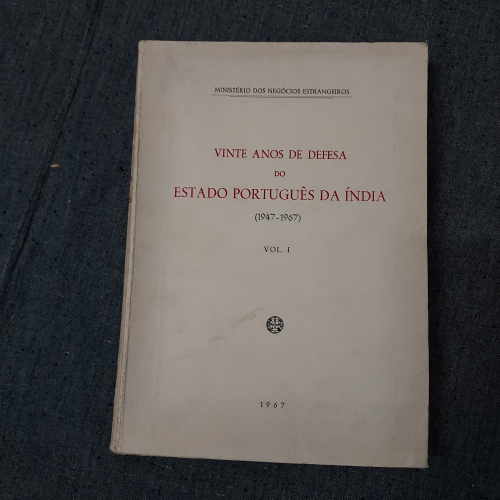 MINISTÉRIO DOS NEGÓCIOS ESTRANGEIROS
VINTE ANOS DE DEFESA
DO
ESTADO PORTUGUÊS DA ÍNDIA
(1947-1967)
VOL. I
1967